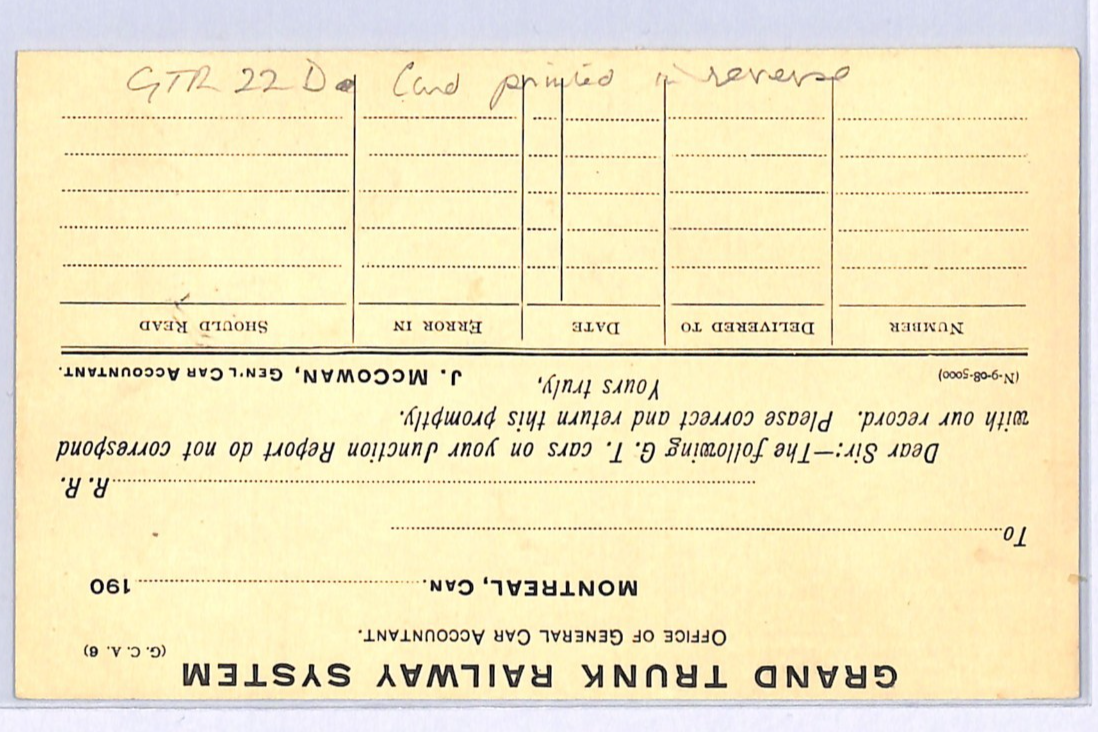 GTR 22 Da Card printed in reverse
GRAND TRUNK RAILWAY SYSTEM
(G. C. A. 6)
OFFICE OF GENERAL CAR ACCOUNTANT.
MONTREAL, CAN. 190
To
R. R.
Dear Sir:—The following G. T. cars on your Junction Report do not correspond
with our record. Please correct and return this promptly.
Yours truly,
(N-9-08-5000) J. MCCOWAN, GEN'L CAR ACCOUNTANT.
NUMBER DELIVERED TO DATE ERROR IN SHOULD READ